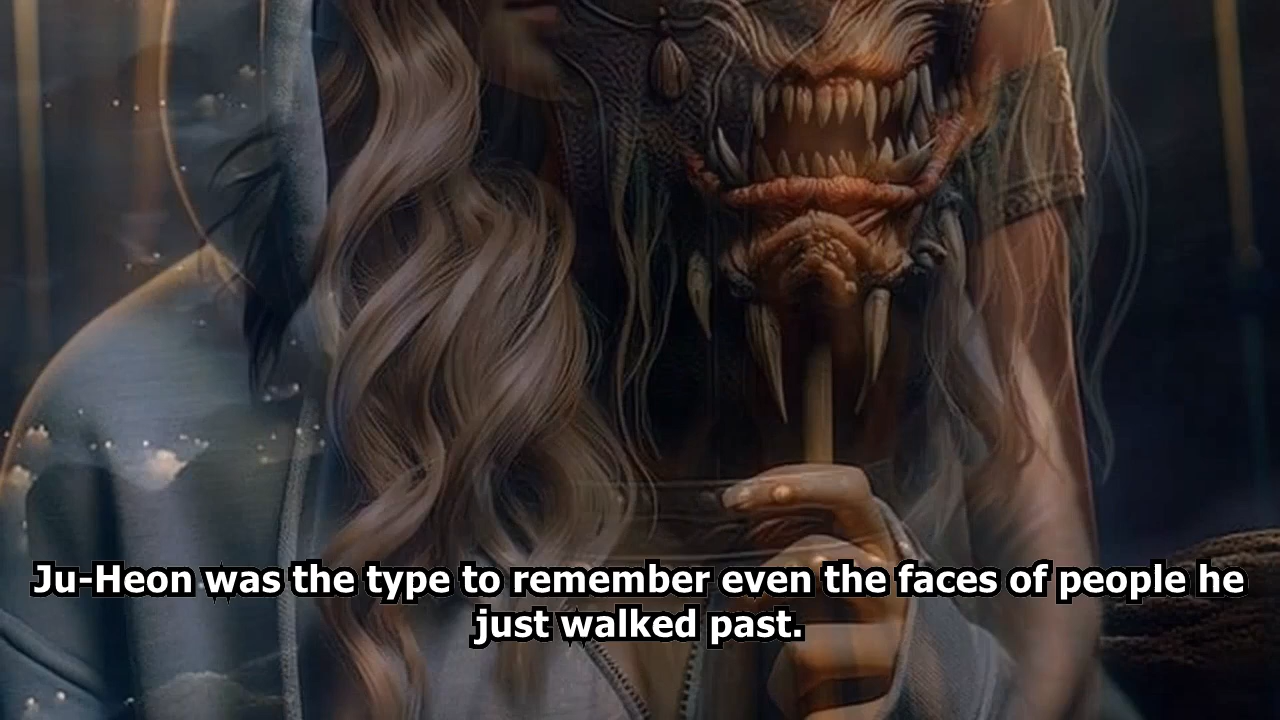 Ju-Heon was the type to remember even the faces of people he
just walked past.